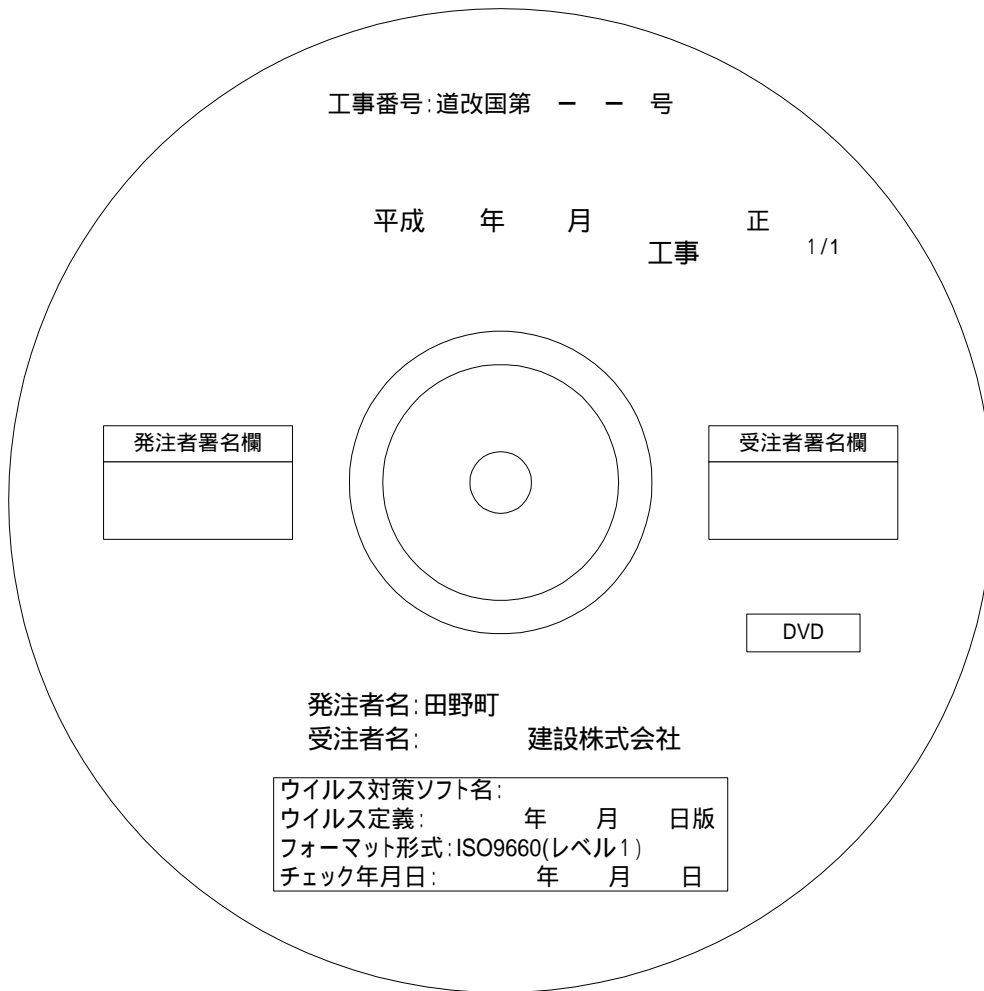 工事番号:道改国第　ー　ー　号
平成　　年　　月　　　　　　正
工事　　　　1/1
発注者署名欄
受注者署名欄
DVD
発注者名:田野町
受注者名:　　　　建設株式会社
ウイルス対策ソフト名:
ウイルス定義:　　　　年　　月　　日版
フォーマット形式:ISO9660(レベル1)
チェック年月日:　　　　年　　月　　日